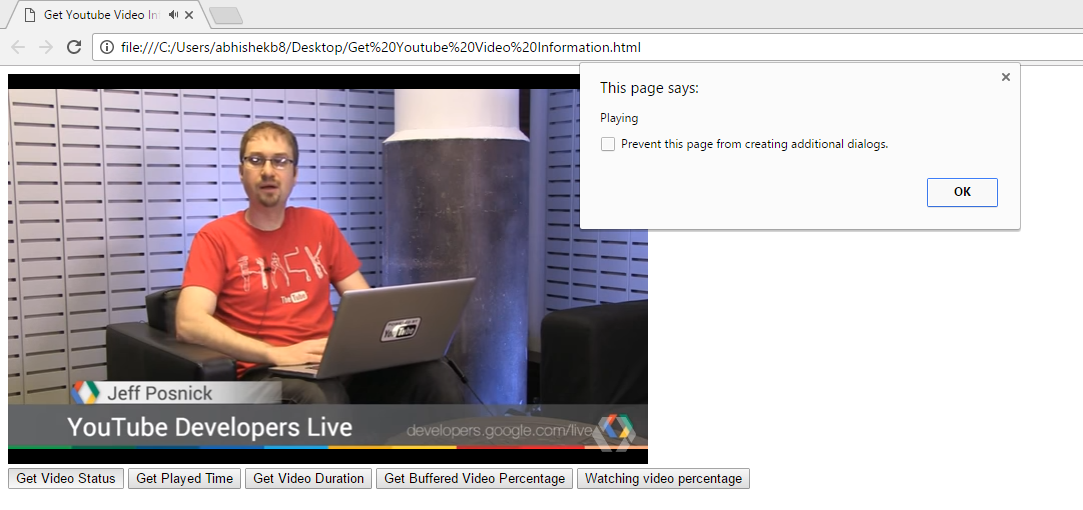 Get Youtube Video In
file:///C:/Users/abhishekb8/Desktop/Get%20Youtube%20Video%20Information.html
This page says:
Playing
Prevent this page from creating additional dialogs.
OK
HACK
YouTube
YouTube
Jeff Posnick
YouTube Developers Live
developers.google.com/live
Get Video Status
Get Played Time
Get Video Duration
Get Buffered Video Percentage
Watching video percentage